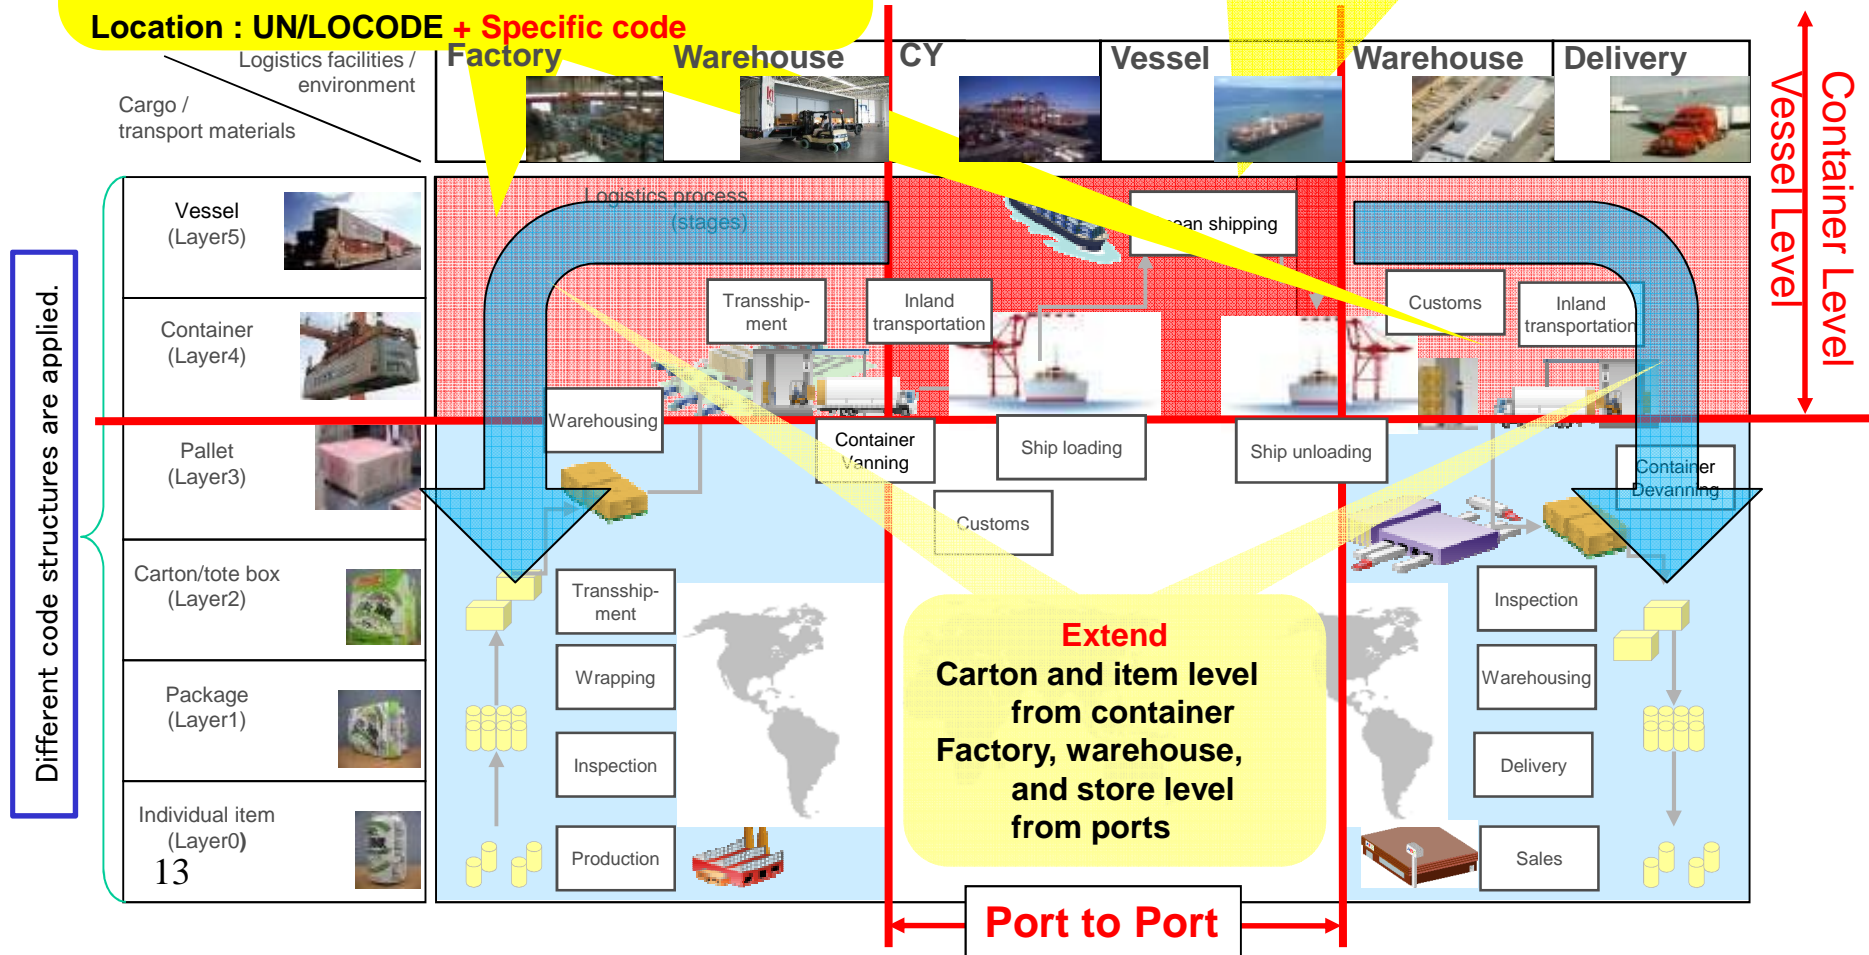 Location : UN/LOCODE + Specific code
Logistics facilities /
environment
Cargo /
transport materials
Factory
Warehouse
CY
Vessel
Warehouse
Delivery
Container Level
Vessel Level
Different code structures are applied.
Vessel
(Layer5)
Container
(Layer4)
Pallet
(Layer3)
Carton/tote box
(Layer2)
Package
(Layer1)
Individual item
(Layer0)
13
Logistics process
(stages)
ean shipping
Transship-
ment
Inland
transportation
Customs
Inland
transportation
Warehousing
Container
Vanning
Ship loading
Ship unloading
Container
Devanning
Customs
Transship-
ment
Wrapping
Inspection
Production
Inspection
Warehousing
Delivery
Sales
Extend
Carton and item level
from container
Factory, warehouse,
and store level
from ports
Port to Port